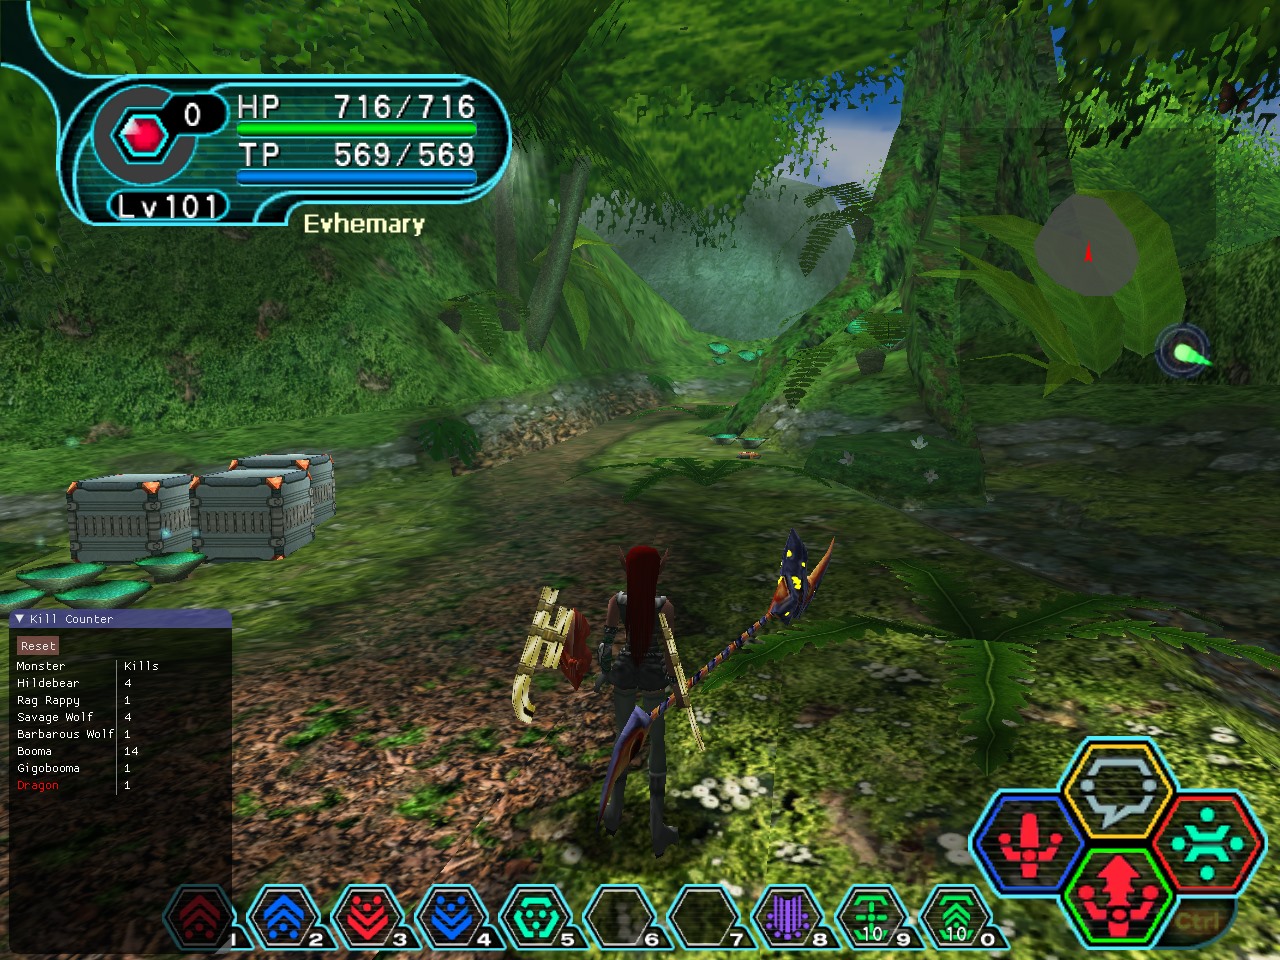 0
HP 716/716
TP 569/569
Lv101
Evhemary
▼ Kill Counter
Reset
Monster Kills
Hildebear 4
Rag Rappy 1
Savage Wolf 4
Barbarous Wolf 1
Booma 14
Gigobooma 1
Dragon 1
1 2 3 4 5 6 7 8 10 9 10 0
Ctrl